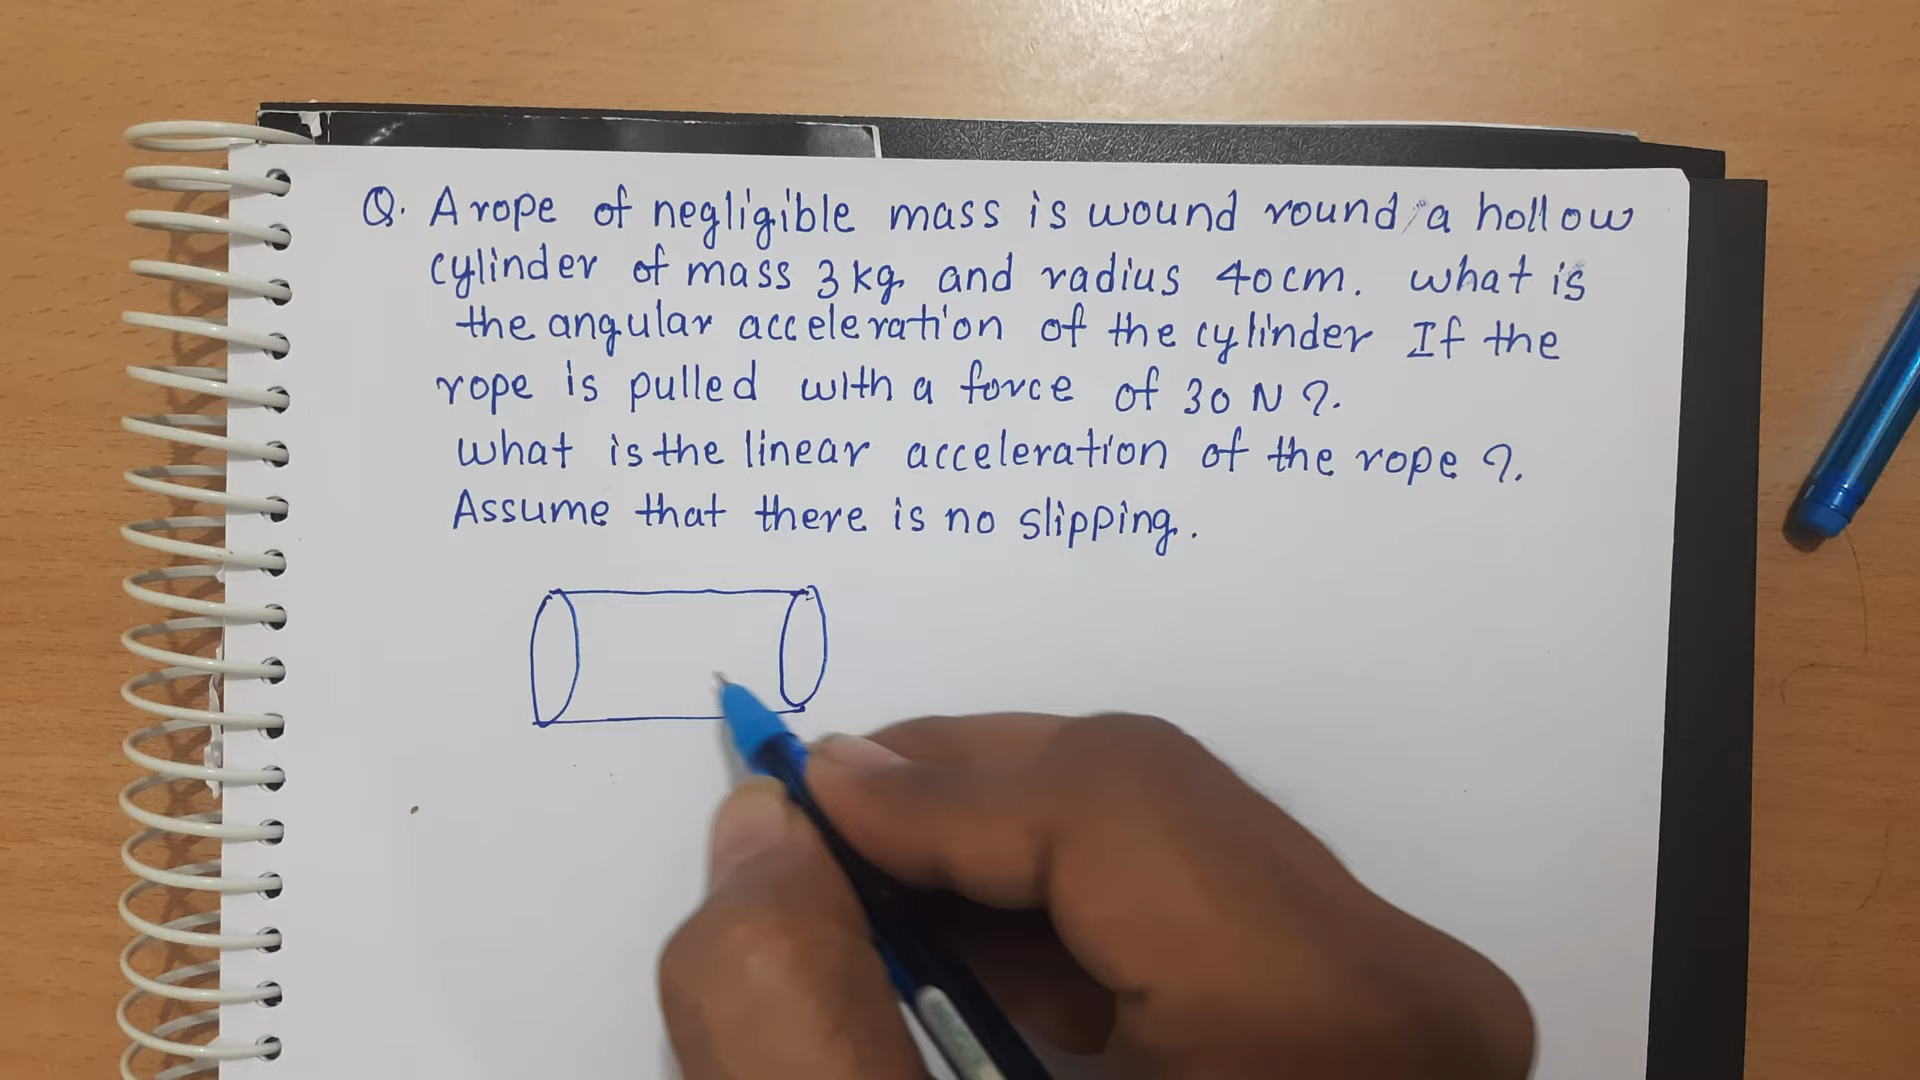 Q. A rope of negligible mass is wound round a hollow
cylinder of mass 3 kg and radius 40 cm. what is
the angular acceleration of the cylinder If the
rope is pulled with a force of 30 N ?.
what is the linear acceleration of the rope ?.
Assume that there is no slipping.